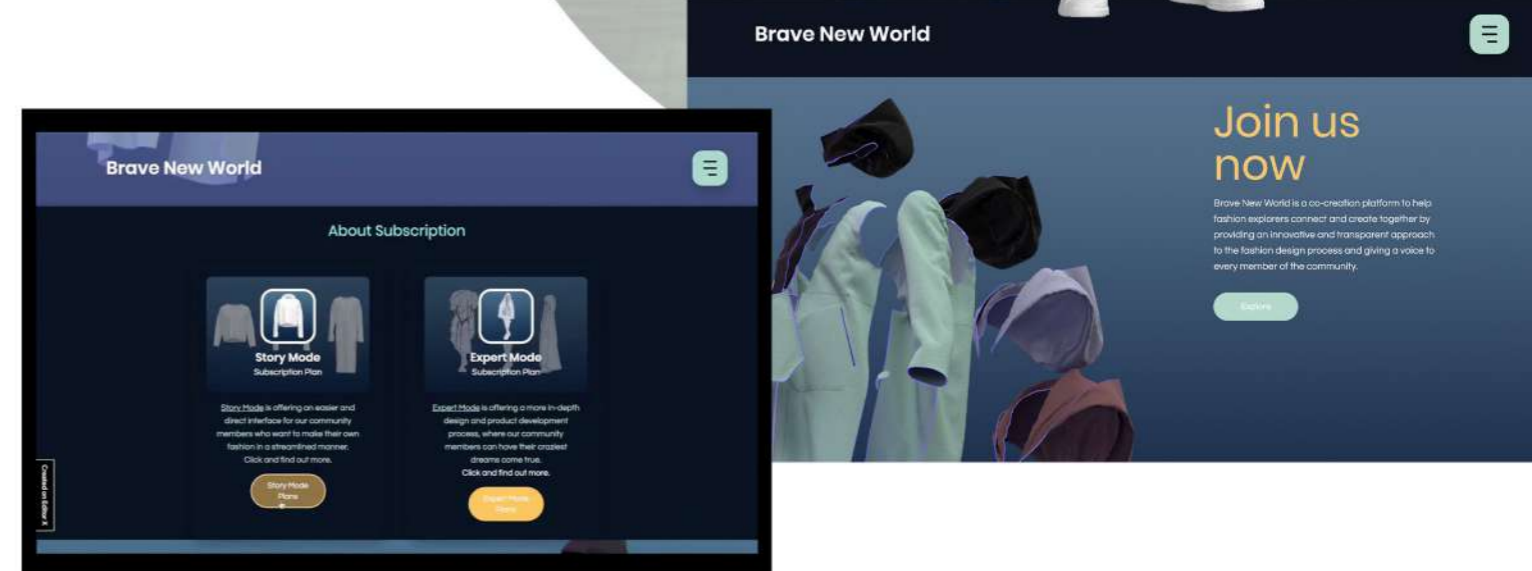 Brave New World
Join us
now
Brave New World is a co-creation platform to help
fashion explorers connect and create together by
providing an innovative and transparent approach
to the fashion design process and giving a voice to
every member of the community.
Explore
Brave New World
About Subscription
Story Mode
Subscription Plan
Story Mode is offering an easier and
direct interface for our community
members who want to make their own
fashion in a streamlined manner.
Click and find out more.
Story Mode
Plans
Expert Mode
Subscription Plan
Expert Mode is offering a more in-depth
design and product development
process, where our community
members can have their craziest
dreams come true.
Click and find out more.
Expert Mode
Plans
Created on Editor X